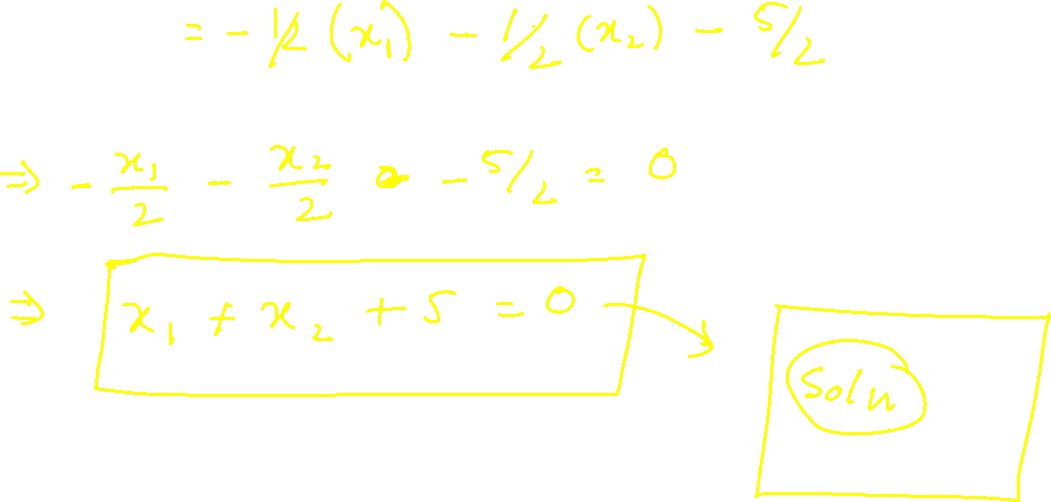 = - 1/2 (x₁) - 1/2 (x₂) - 5/2
⇒ - x₁/2 - x₂/2 - 5/2 = 0
⇒ x₁ + x₂ + 5 = 0 →
Soln